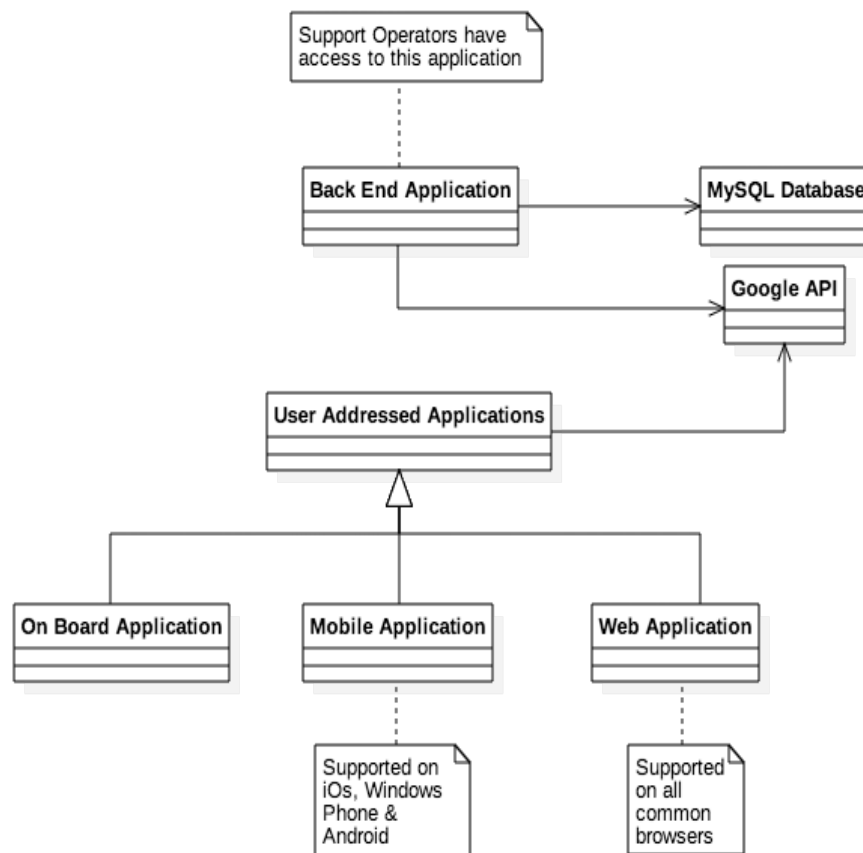 Support Operators have
access to this application
Back End Application
MySQL Database
Google API
User Addressed Applications
On Board Application
Mobile Application
Web Application
Supported on
iOs, Windows
Phone &
Android
Supported
on all
common
browsers